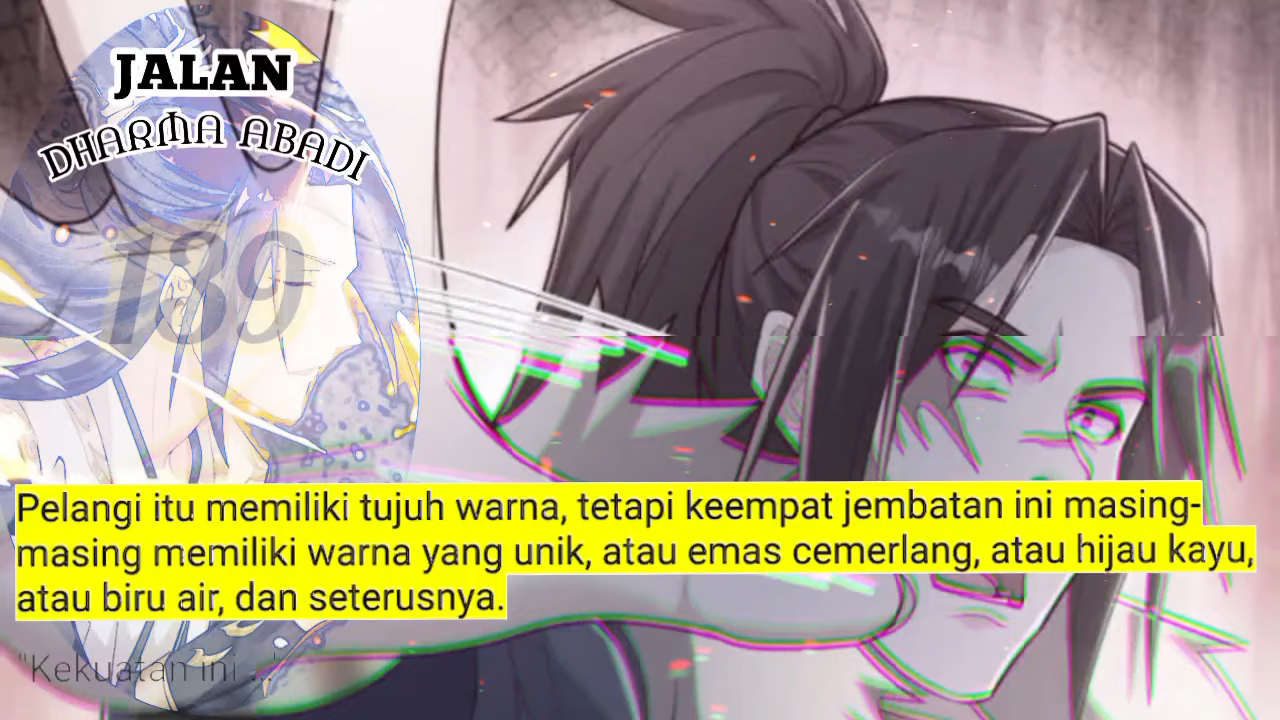 JALAN
DHARMA ABADI
189
Pelangi itu memiliki tujuh warna, tetapi keempat jembatan ini masing-
masing memiliki warna yang unik, atau emas cemerlang, atau hijau kayu,
atau biru air, dan seterusnya.
"Kekuatan ini ..."